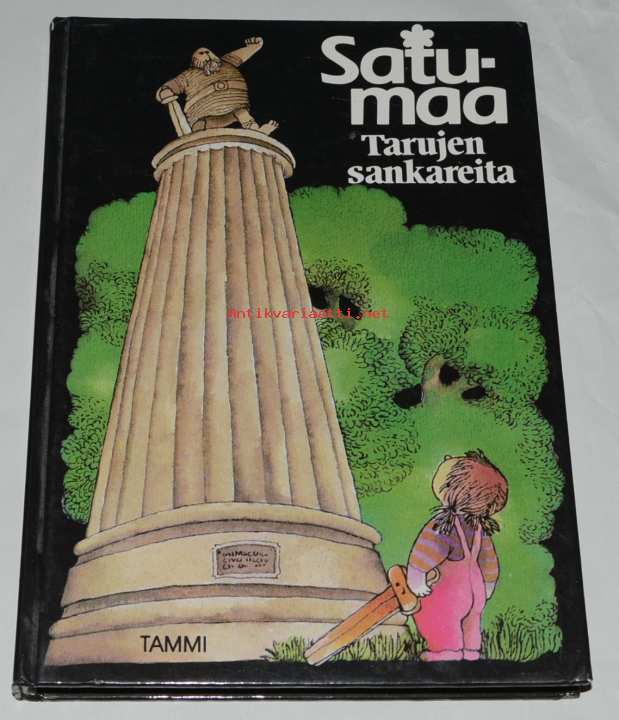 Satu-
maa
Tarujen
sankareita
Antikvariaatti.net
TAMMI